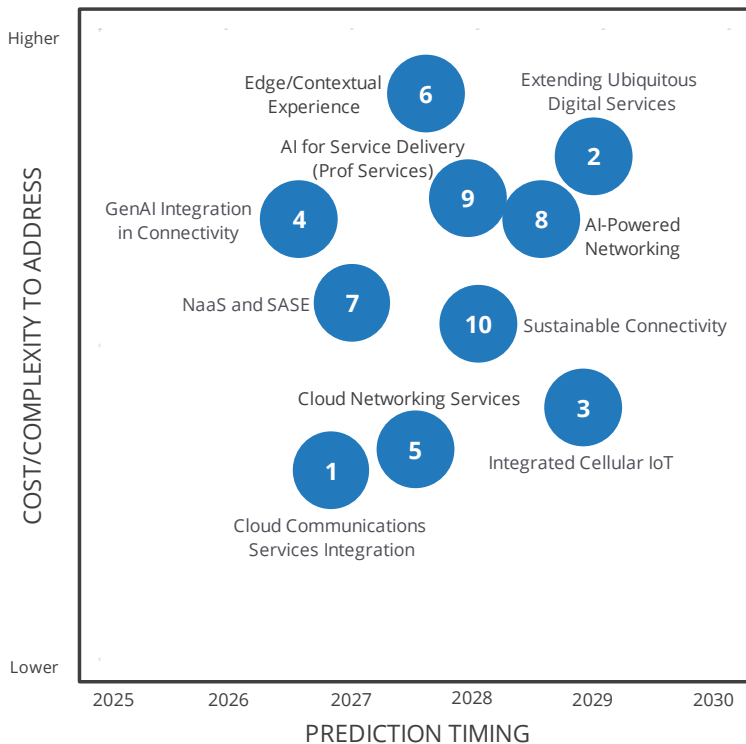 Higher
Edge/Contextual
Experience
6
Extending Ubiquitous
Digital Services
2
AI for Service Delivery
(Prof Services)
9
GenAI Integration
in Connectivity
4
8
AI-Powered
Networking
NaaS and SASE
7
10
Sustainable Connectivity
Cloud Networking Services
5
3
Integrated Cellular IoT
1
Cloud Communications
Services Integration
COST/COMPLEXITY TO ADDRESS
Lower
2025 2026 2027 2028 2029 2030
PREDICTION TIMING